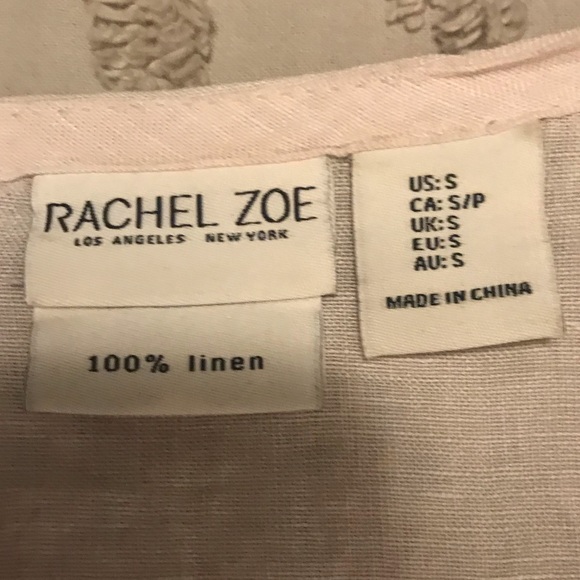 RACHEL ZOE
LOS ANGELES NEW YORK
100% linen
US: S
CA: S/P
UK: S
EU: S
AU: S
MADE IN CHINA